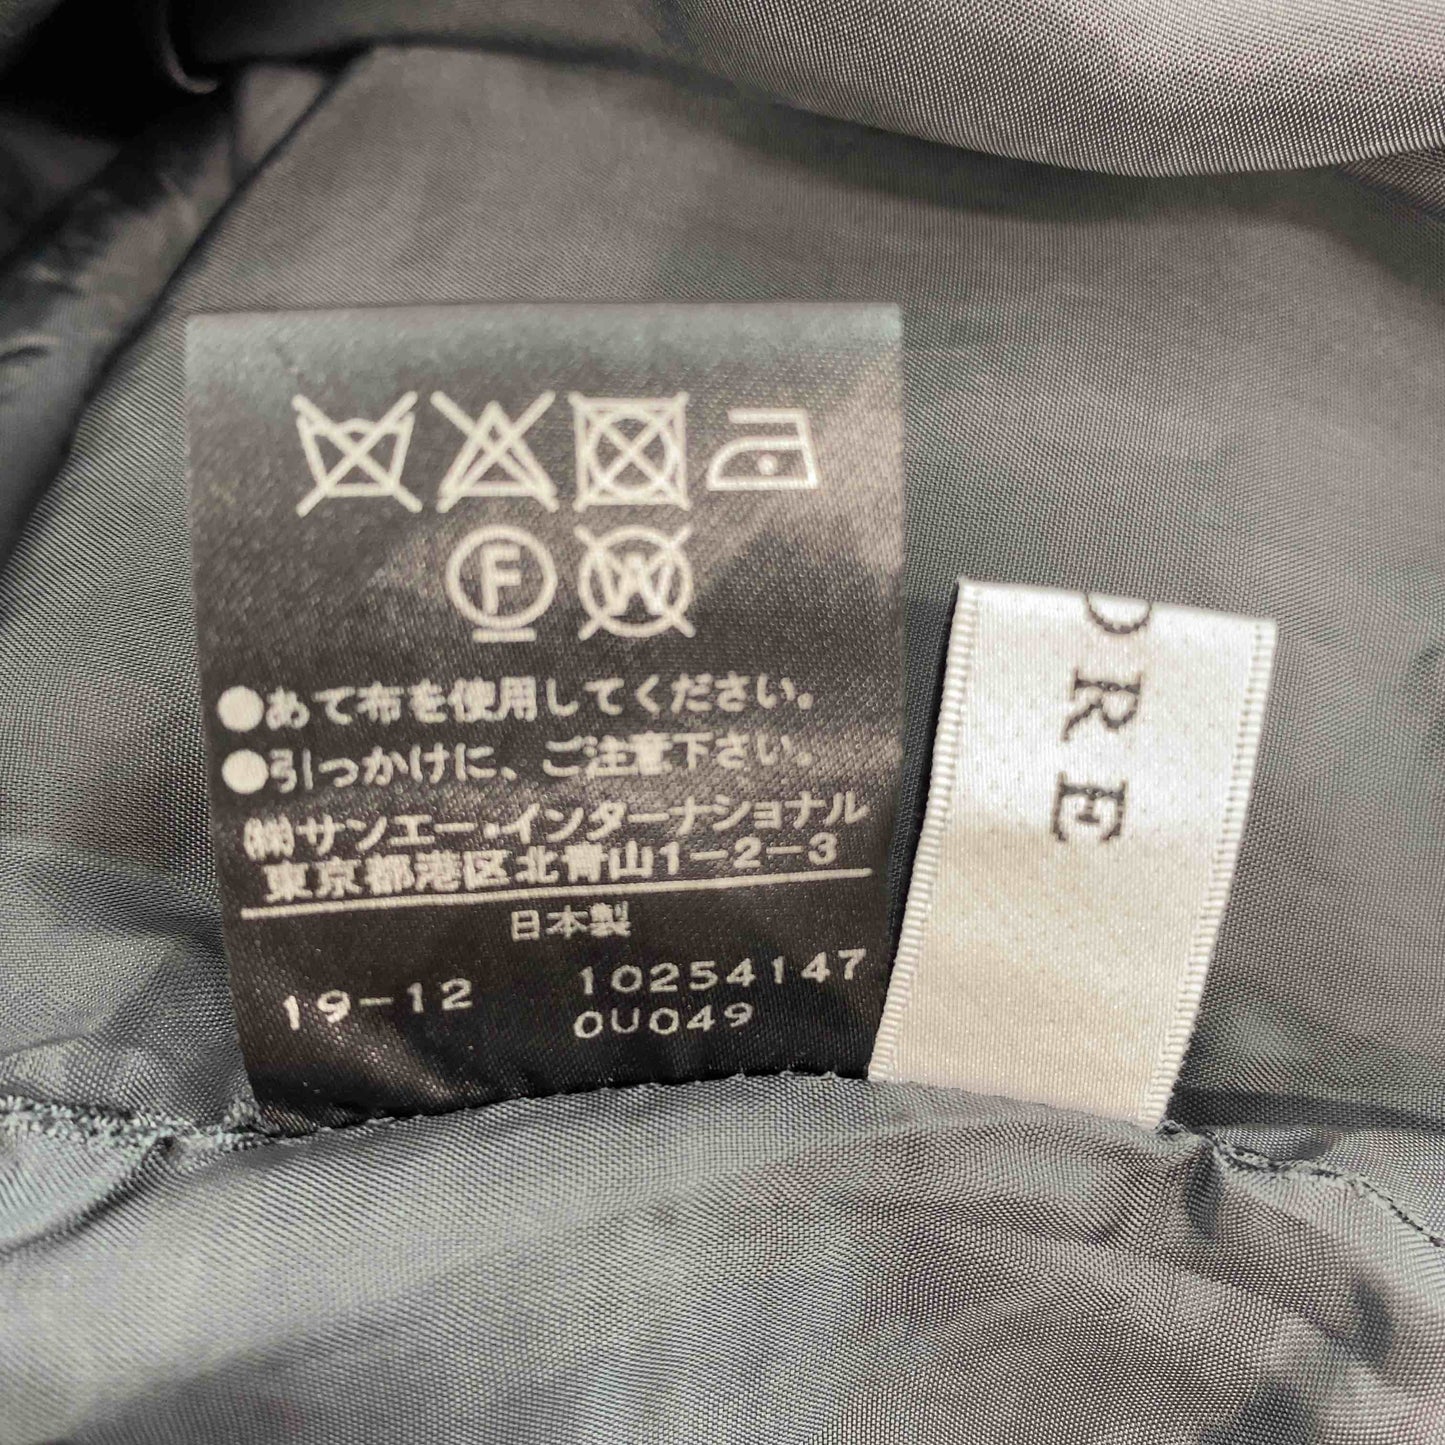 F W
●あて布を使用してください。
●引っかけに、ご注意下さい。
㈱サンエー・インターナショナル
東京都港区北青山1-2-3
日本製
19-12 10254147
0U049
ORE